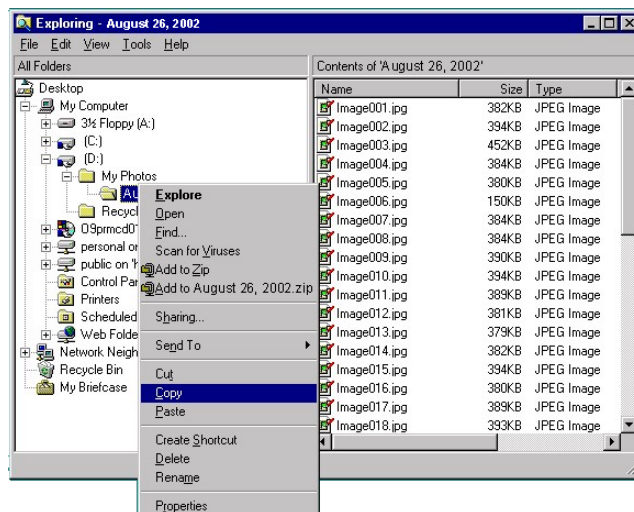 Exploring - August 26, 2002
File Edit View Tools Help
All Folders
Contents of 'August 26, 2002'
Desktop
My Computer
3½ Floppy (A:)
(C:)
(D:)
My Photos
Au
Recycl
09prmcd0
personal on
public on 'h
Control Par
Printers
Scheduled
Web Folde
Network Neigh
Recycle Bin
My Briefcase
Explore
Open
Find...
Scan for Viruses
Add to Zip
Add to August 26, 2002.zip
Sharing...
Send To
Cut
Copy
Paste
Create Shortcut
Delete
Rename
Properties
Name Size Type
Image001.jpg 382KB JPEG Image
Image002.jpg 394KB JPEG Image
Image003.jpg 452KB JPEG Image
Image004.jpg 384KB JPEG Image
Image005.jpg 380KB JPEG Image
Image006.jpg 150KB JPEG Image
Image007.jpg 384KB JPEG Image
Image008.jpg 384KB JPEG Image
Image009.jpg 390KB JPEG Image
Image010.jpg 394KB JPEG Image
Image011.jpg 389KB JPEG Image
Image012.jpg 381KB JPEG Image
Image013.jpg 379KB JPEG Image
Image014.jpg 382KB JPEG Image
Image015.jpg 394KB JPEG Image
Image016.jpg 380KB JPEG Image
Image017.jpg 389KB JPEG Image
Image018.jpg 393KB JPEG Image